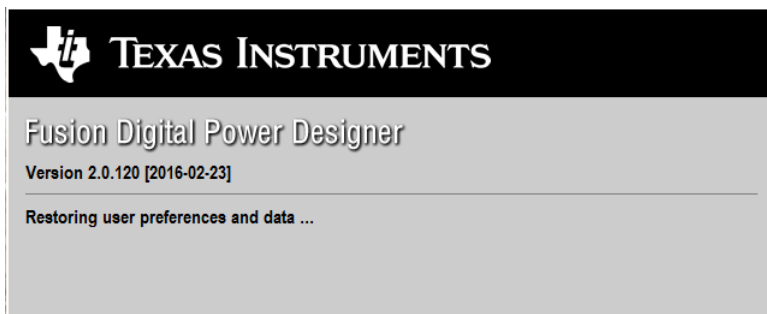 TEXAS INSTRUMENTS
Fusion Digital Power Designer
Version 2.0.120 [2016-02-23]
Restoring user preferences and data ...